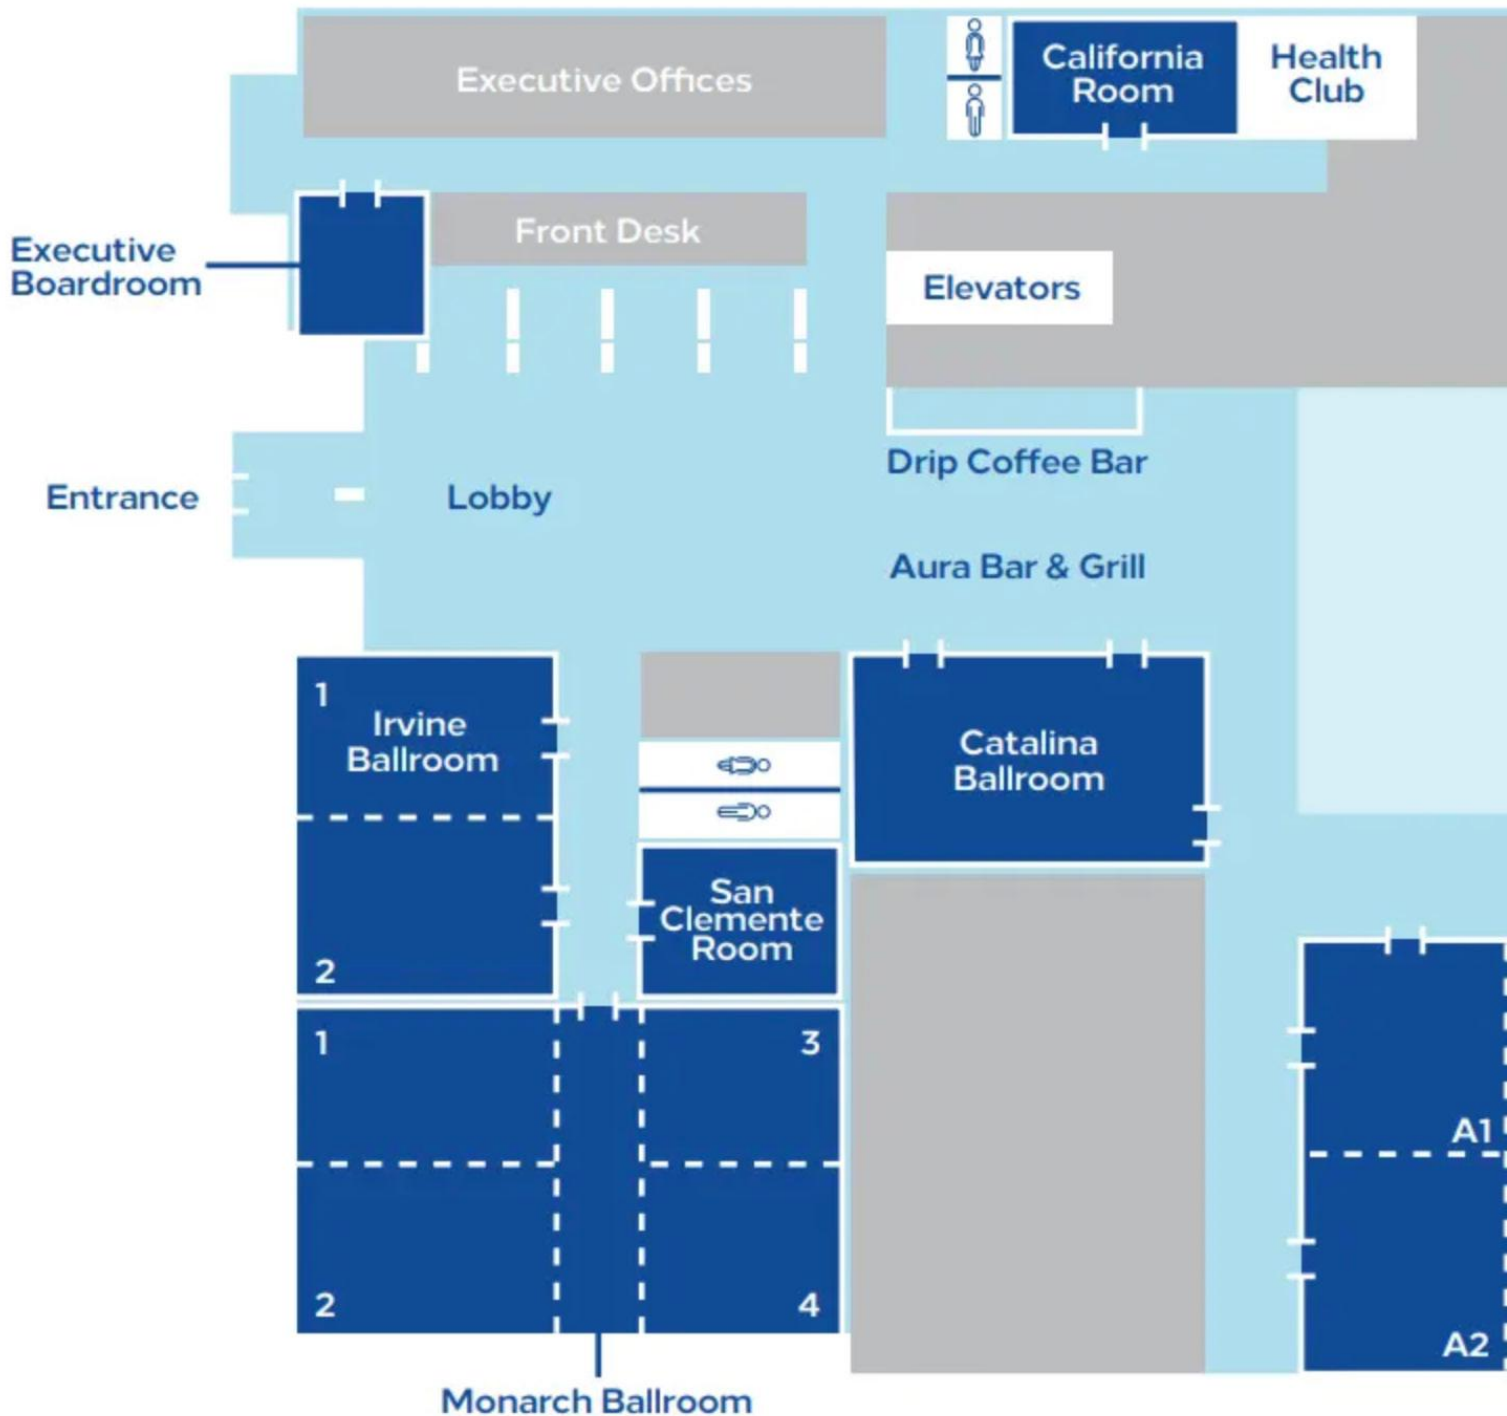 Executive Offices
California
Room
Health
Club
Executive
Boardroom
Front Desk
Elevators
Drip Coffee Bar
Entrance
Lobby
Aura Bar & Grill
1
Irvine
Ballroom
2
Catalina
Ballroom
San
Clemente
Room
1
3
2
4
A1
A2
Monarch Ballroom